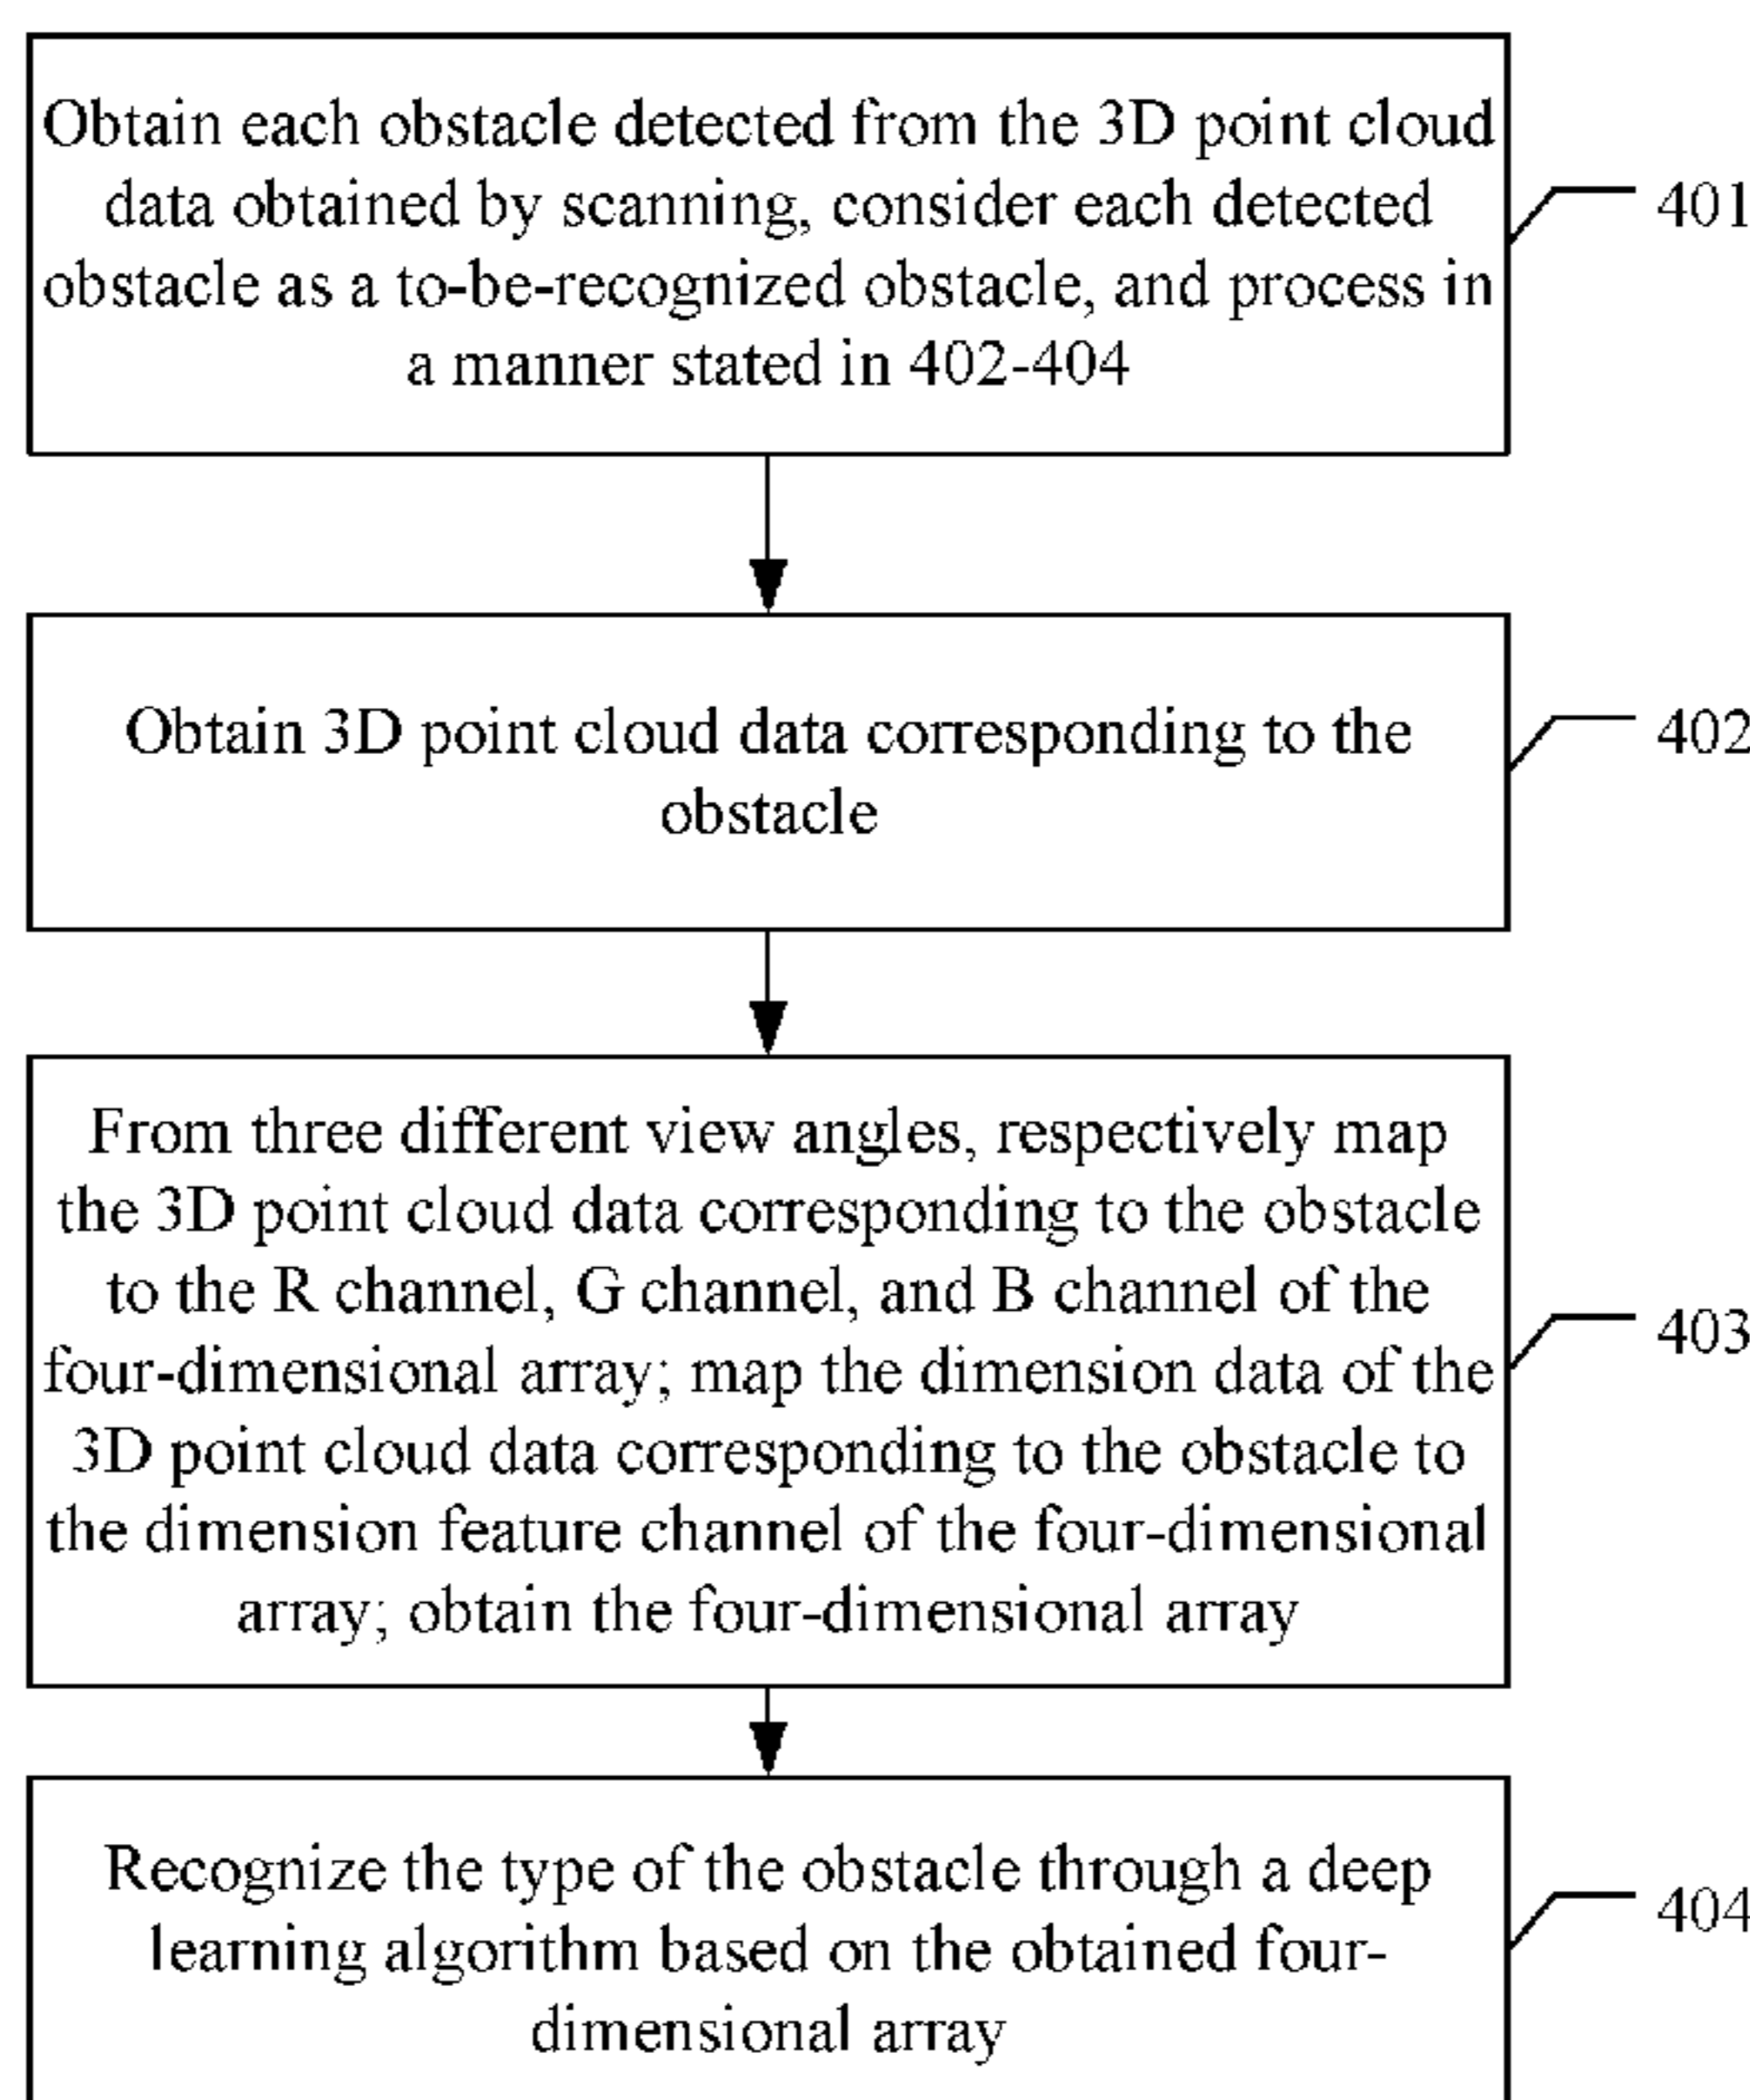 Obtain each obstacle detected from the 3D point cloud
data obtained by scanning, consider each detected
obstacle as a to-be-recognized obstacle, and process in
a manner stated in 402-404
401
Obtain 3D point cloud data corresponding to the
obstacle
402
From three different view angles, respectively map
the 3D point cloud data corresponding to the obstacle
to the R channel, G channel, and B channel of the
four-dimensional array; map the dimension data of the
3D point cloud data corresponding to the obstacle to
the dimension feature channel of the four-dimensional
array; obtain the four-dimensional array
403
Recognize the type of the obstacle through a deep
learning algorithm based on the obtained four-
dimensional array
404